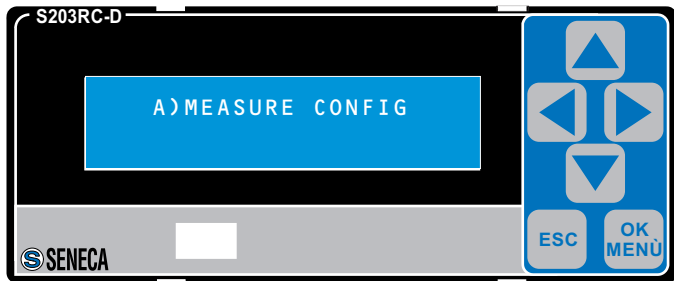 S203RC-D
A)MEASURE CONFIG
SENECA
ESC
OK
MENÙ